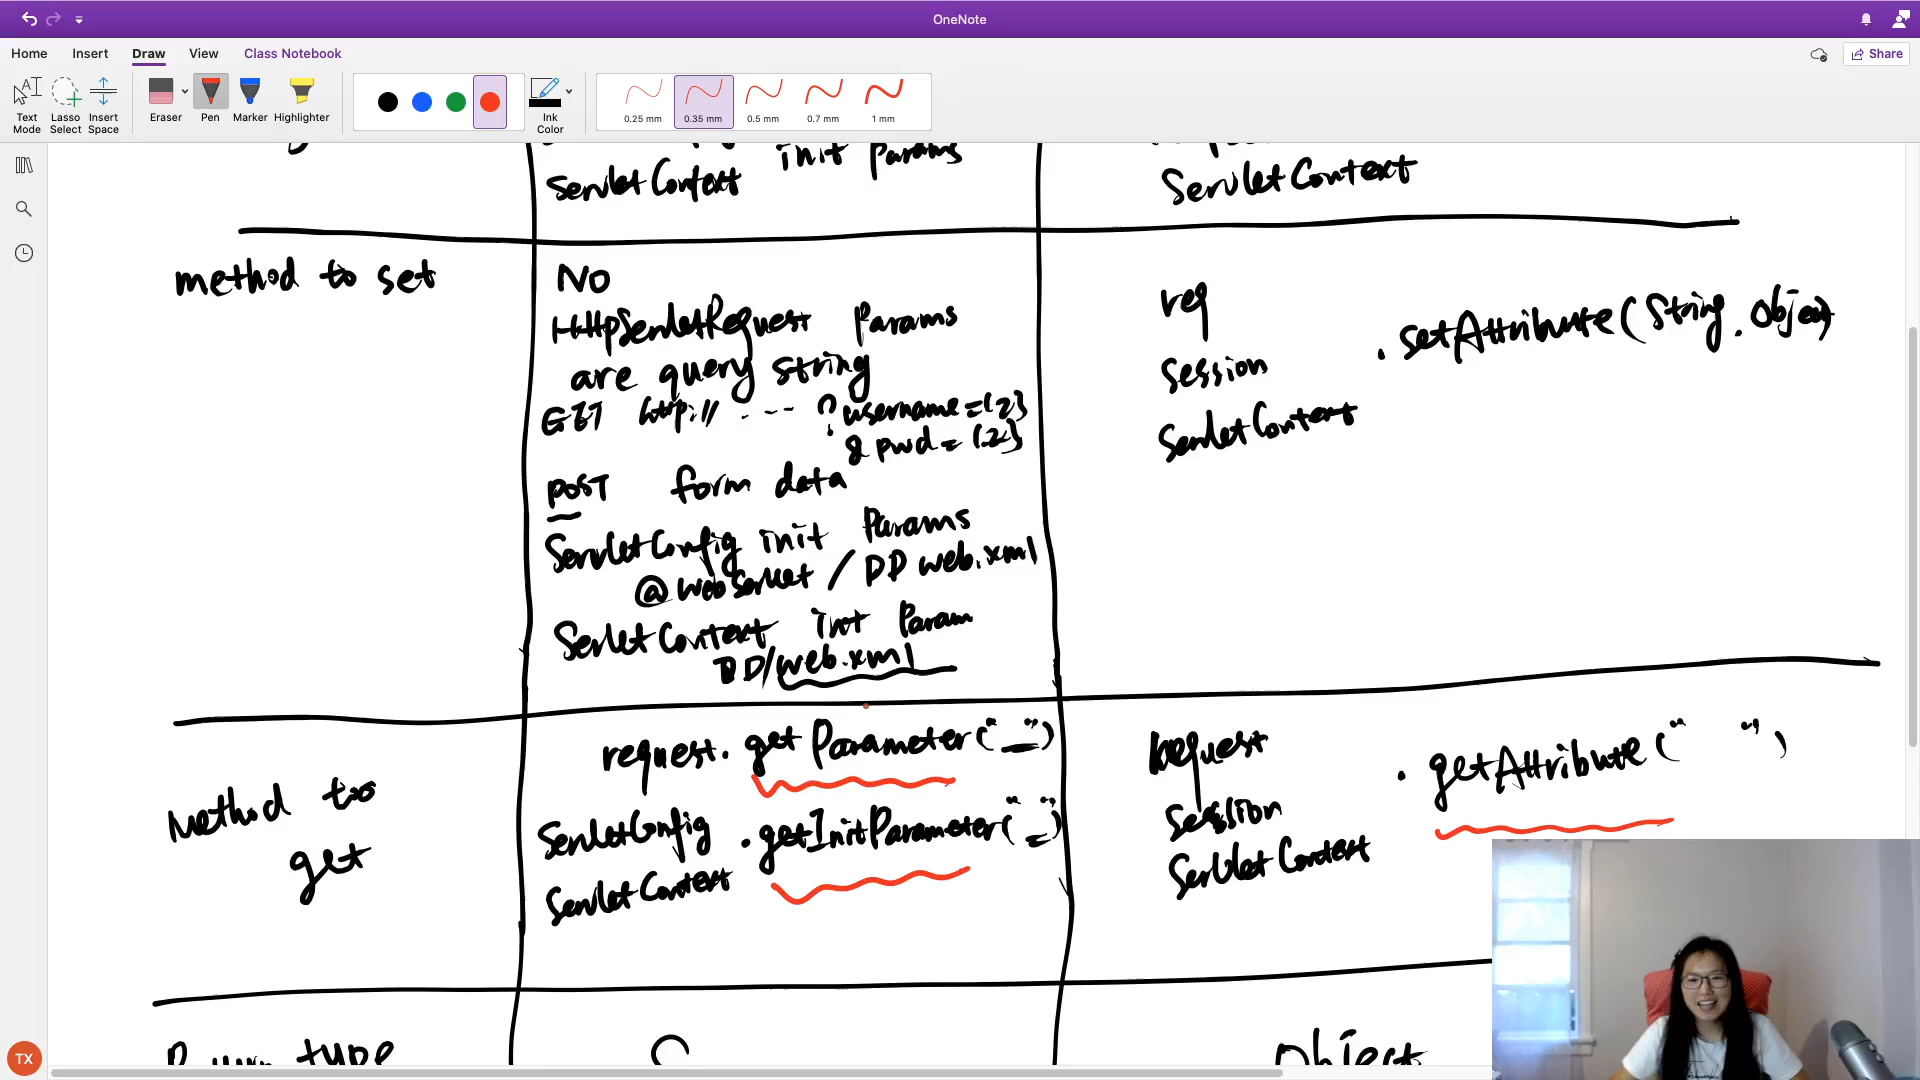 OneNote
Home Insert Draw View Class Notebook
Share
Text Mode
Lasso Select
Insert Space
Eraser
Pen
Marker
Highlighter
Ink Color
0.25 mm
0.35 mm
0.5 mm
0.7 mm
1 mm
init params
ServletContext
ServletContext
method to set
NO
HttpServletRequest Params
are query string
GET http:// ---- ? username=123
& pwd=123
POST form data
ServletConfig init Params
@WebServlet / DD web.xml
ServletContext int Param
DD/web.xml
req
session
ServletContext
.setAttribute(String, Object)
Method to
get
request.getParameter("_")
ServletConfig
ServletContext
.getInitParameter("_")
Request
Session
ServletContext
.getAttribute(" ")
type
Object
TX